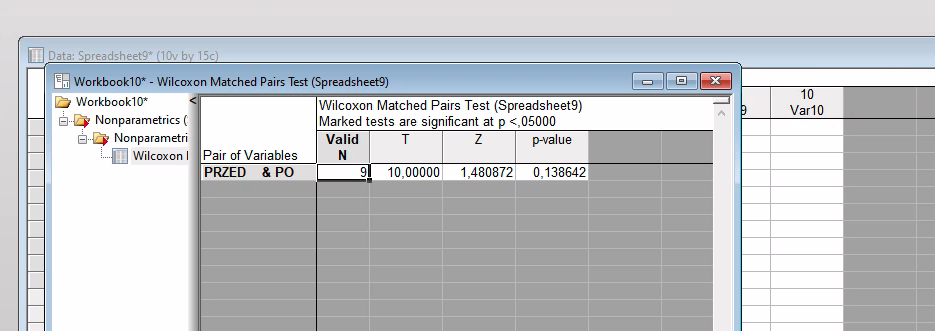 Data: Spreadsheet9* (10v by 15c)
Workbook10* - Wilcoxon Matched Pairs Test (Spreadsheet9)
Workbook10*
Nonparametrics (
Nonparametri
Wilcoxon
Wilcoxon Matched Pairs Test (Spreadsheet9)
Marked tests are significant at p <,05000
Pair of Variables
Valid
N
T
Z
p-value
PRZED & PO
9
10,00000
1,480872
0,138642
9
10
Var10